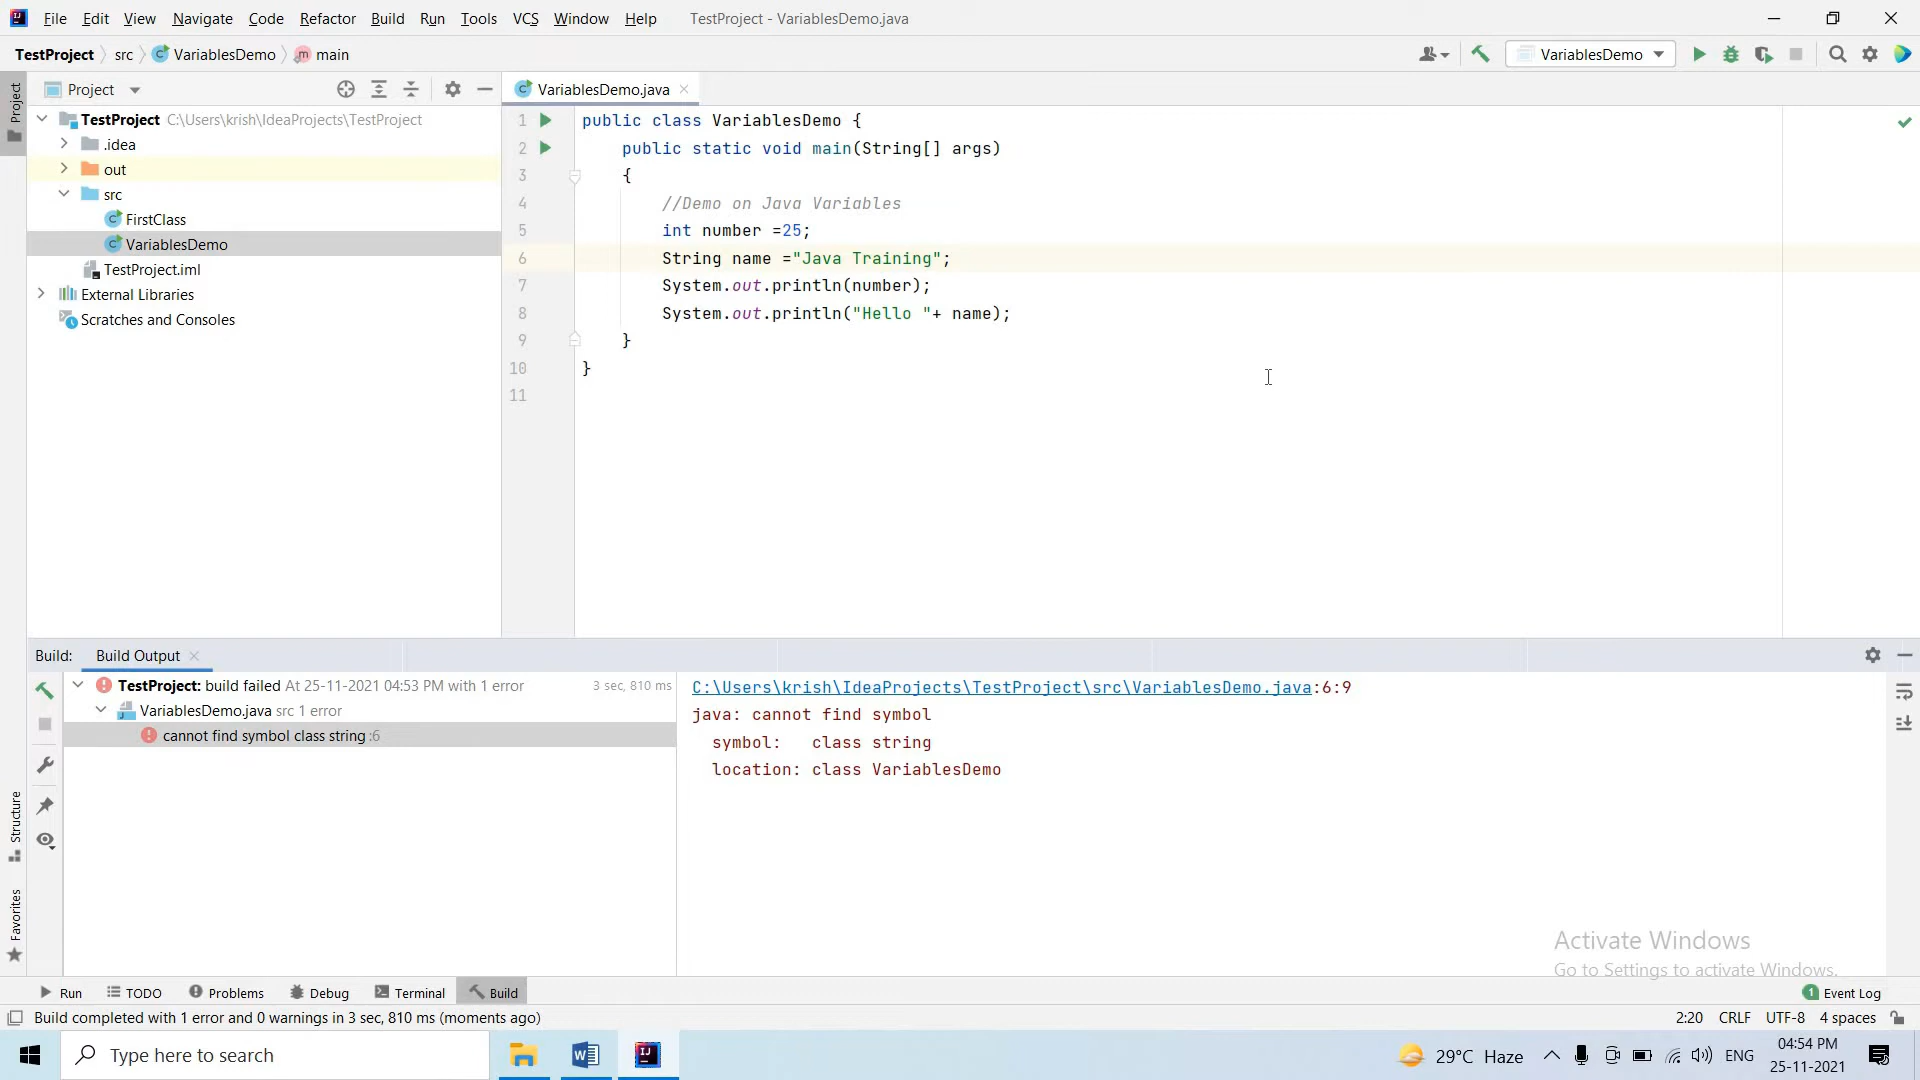 File Edit View Navigate Code Refactor Build Run Tools VCS Window Help TestProject - VariablesDemo.java
TestProject src VariablesDemo main
VariablesDemo
Project
Project
TestProject C:\Users\krish\IdeaProjects\TestProject
.idea
out
src
FirstClass
VariablesDemo
TestProject.iml
External Libraries
Scratches and Consoles
VariablesDemo.java
1 public class VariablesDemo {
2 public static void main(String[] args)
3 {
4 //Demo on Java Variables
5 int number =25;
6 String name ="Java Training";
7 System.out.println(number);
8 System.out.println("Hello "+ name);
9 }
10 }
11
Build: Build Output
TestProject: build failed At 25-11-2021 04:53 PM with 1 error 3 sec, 810 ms
VariablesDemo.java src 1 error
cannot find symbol class string :6
C:\Users\krish\IdeaProjects\TestProject\src\VariablesDemo.java:6:9
java: cannot find symbol
symbol: class string
location: class VariablesDemo
Structure
Favorites
Activate Windows
Go to Settings to activate Windows.
Run TODO Problems Debug Terminal Build
1 Event Log
Build completed with 1 error and 0 warnings in 3 sec, 810 ms (moments ago)
2:20 CRLF UTF-8 4 spaces
Type here to search
29°C Haze
ENG
04:54 PM
25-11-2021